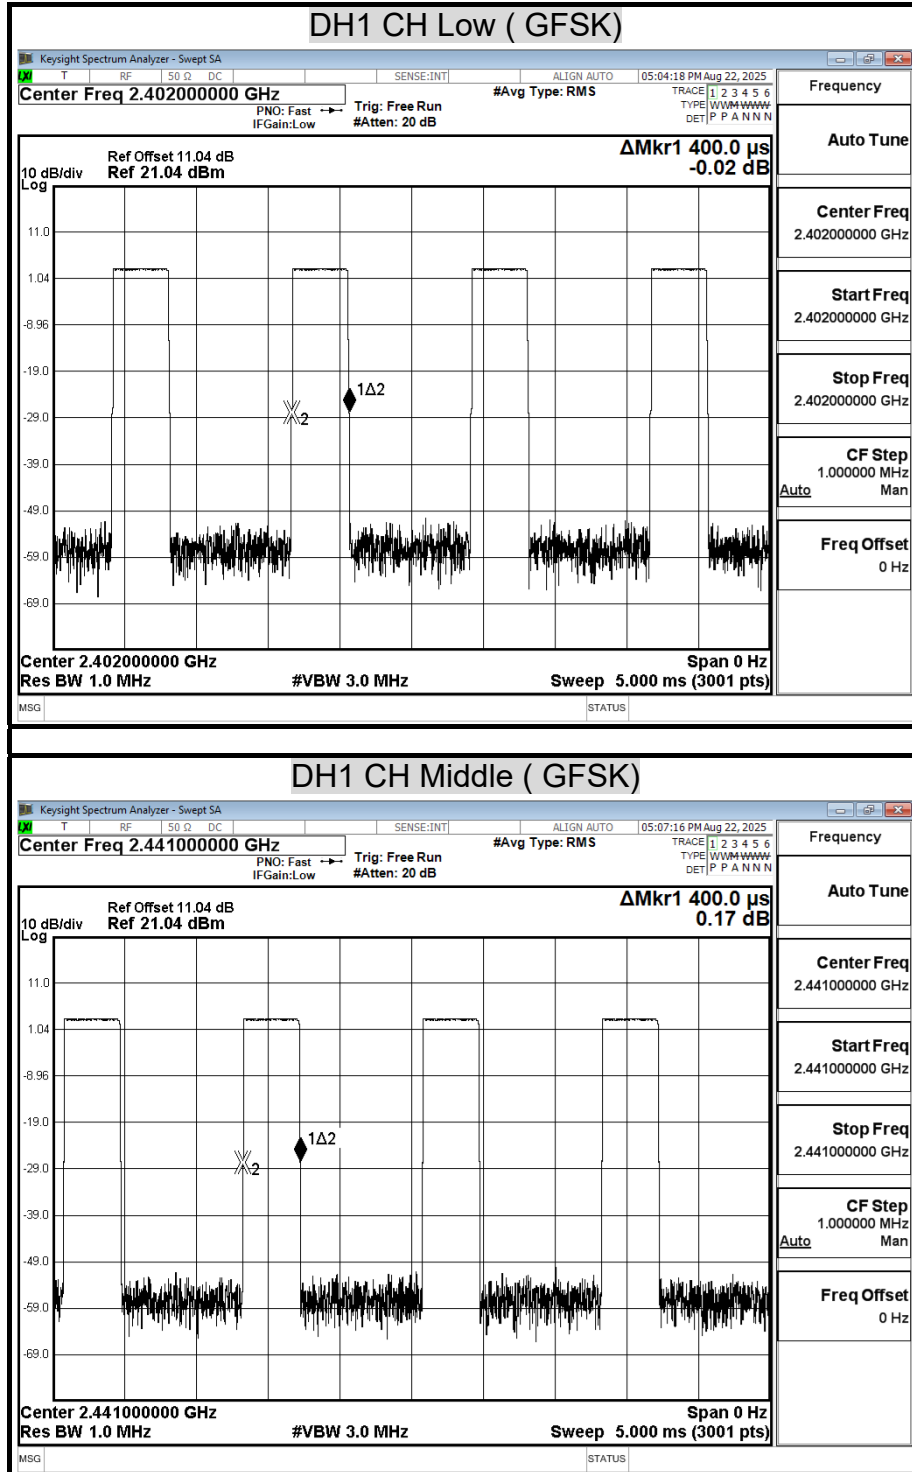 DH1 CH Low ( GFSK)
Keysight Spectrum Analyzer - Swept SA
LXI T RF 50 Ω DC SENSE:INT ALIGN AUTO 05:04:18 PM Aug 22, 2025
Center Freq 2.402000000 GHz #Avg Type: RMS TRACE 1 2 3 4 5 6
PNO: Fast Trig: Free Run TYPE WWMWWWW
IFGain:Low #Atten: 20 dB DET P P A N N N
Frequency
Auto Tune
Center Freq
2.402000000 GHz
Start Freq
2.402000000 GHz
Stop Freq
2.402000000 GHz
CF Step
1.000000 MHz
Auto Man
Freq Offset
0 Hz
ΔMkr1 400.0 µs
Ref Offset 11.04 dB
10 dB/div Ref 21.04 dBm -0.02 dB
Log
11.0
1.04
-8.96
-19.0
1Δ2
2
-29.0
-39.0
-49.0
-59.0
-69.0
Center 2.402000000 GHz Span 0 Hz
Res BW 1.0 MHz #VBW 3.0 MHz Sweep 5.000 ms (3001 pts)
MSG STATUS
DH1 CH Middle ( GFSK)
Keysight Spectrum Analyzer - Swept SA
LXI T RF 50 Ω DC SENSE:INT ALIGN AUTO 05:07:16 PM Aug 22, 2025
Center Freq 2.441000000 GHz #Avg Type: RMS TRACE 1 2 3 4 5 6
PNO: Fast Trig: Free Run TYPE WWMWWWW
IFGain:Low #Atten: 20 dB DET P P A N N N
Frequency
Auto Tune
Center Freq
2.441000000 GHz
Start Freq
2.441000000 GHz
Stop Freq
2.441000000 GHz
CF Step
1.000000 MHz
Auto Man
Freq Offset
0 Hz
ΔMkr1 400.0 µs
Ref Offset 11.04 dB
10 dB/div Ref 21.04 dBm 0.17 dB
Log
11.0
1.04
-8.96
-19.0
1Δ2
2
-29.0
-39.0
-49.0
-59.0
-69.0
Center 2.441000000 GHz Span 0 Hz
Res BW 1.0 MHz #VBW 3.0 MHz Sweep 5.000 ms (3001 pts)
MSG STATUS